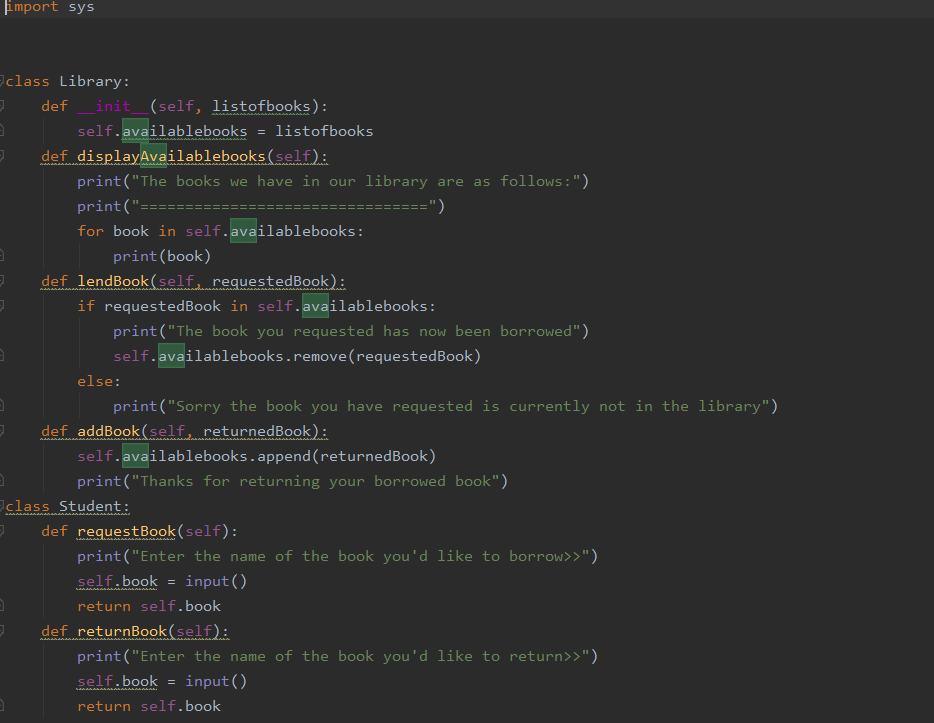 import sys
class Library:
    def __init__(self, listofbooks):
        self.availablebooks = listofbooks
    def displayAvailablebooks(self):
        print("The books we have in our library are as follows:")
        print("================================")
        for book in self.availablebooks:
            print(book)
    def lendBook(self, requestedBook):
        if requestedBook in self.availablebooks:
            print("The book you requested has now been borrowed")
            self.availablebooks.remove(requestedBook)
        else:
            print("Sorry the book you have requested is currently not in the library")
    def addBook(self, returnedBook):
        self.availablebooks.append(returnedBook)
        print("Thanks for returning your borrowed book")
class Student:
    def requestBook(self):
        print("Enter the name of the book you'd like to borrow>>")
        self.book = input()
        return self.book
    def returnBook(self):
        print("Enter the name of the book you'd like to return>>")
        self.book = input()
        return self.book